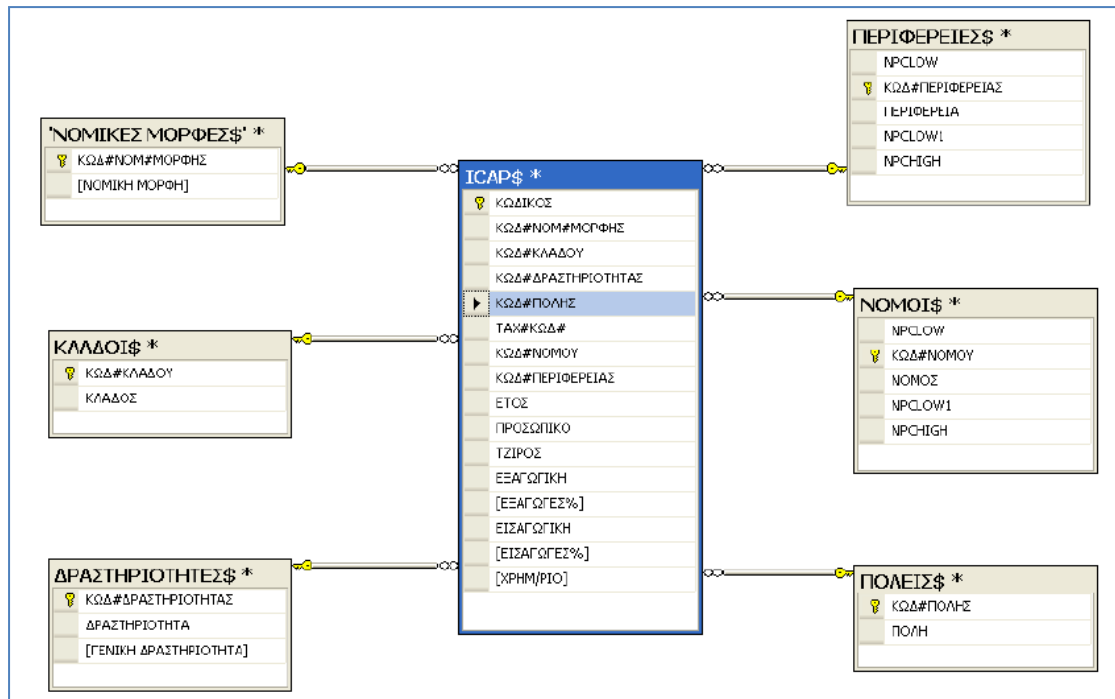 'ΝΟΜΙΚΕΣ ΜΟΡΦΕΣ$' *
ΚΩΔ#ΝΟΜ#ΜΟΡΦΗΣ
[ΝΟΜΙΚΗ ΜΟΡΦΗ]
ΚΛΑΔΟΙ$ *
ΚΩΔ#ΚΛΑΔΟΥ
ΚΛΑΔΟΣ
ΔΡΑΣΤΗΡΙΟΤΗΤΕΣ$ *
ΚΩΔ#ΔΡΑΣΤΗΡΙΟΤΗΤΑΣ
ΔΡΑΣΤΗΡΙΟΤΗΤΑ
[ΓΕΝΙΚΗ ΔΡΑΣΤΗΡΙΟΤΗΤΑ]
ICAP$ *
ΚΩΔΙΚΟΣ
ΚΩΔ#ΝΟΜ#ΜΟΡΦΗΣ
ΚΩΔ#ΚΛΑΔΟΥ
ΚΩΔ#ΔΡΑΣΤΗΡΙΟΤΗΤΑΣ
ΚΩΔ#ΠΟΛΗΣ
ΤΑΧ#ΚΩΔ#
ΚΩΔ#ΝΟΜΟΥ
ΚΩΔ#ΠΕΡΙΦΕΡΕΙΑΣ
ΕΤΟΣ
ΠΡΟΣΩΠΙΚΟ
ΤΖΙΡΟΣ
ΕΞΑΓΩΓΙΚΗ
[ΕΞΑΓΩΓΕΣ%]
ΕΙΣΑΓΩΓΙΚΗ
[ΕΙΣΑΓΩΓΕΣ%]
[ΧΡΗΜ/ΡΙΟ]
ΠΕΡΙΦΕΡΕΙΕΣ$ *
NPCLOW
ΚΩΔ#ΠΕΡΙΦΕΡΕΙΑΣ
ΠΕΡΙΦΕΡΕΙΑ
NPCLOW1
NPCHIGH
ΝΟΜΟΙ$ *
NPCLOW
ΚΩΔ#ΝΟΜΟΥ
ΝΟΜΟΣ
NPCLOW1
NPCHIGH
ΠΟΛΕΙΣ$ *
ΚΩΔ#ΠΟΛΗΣ
ΠΟΛΗ